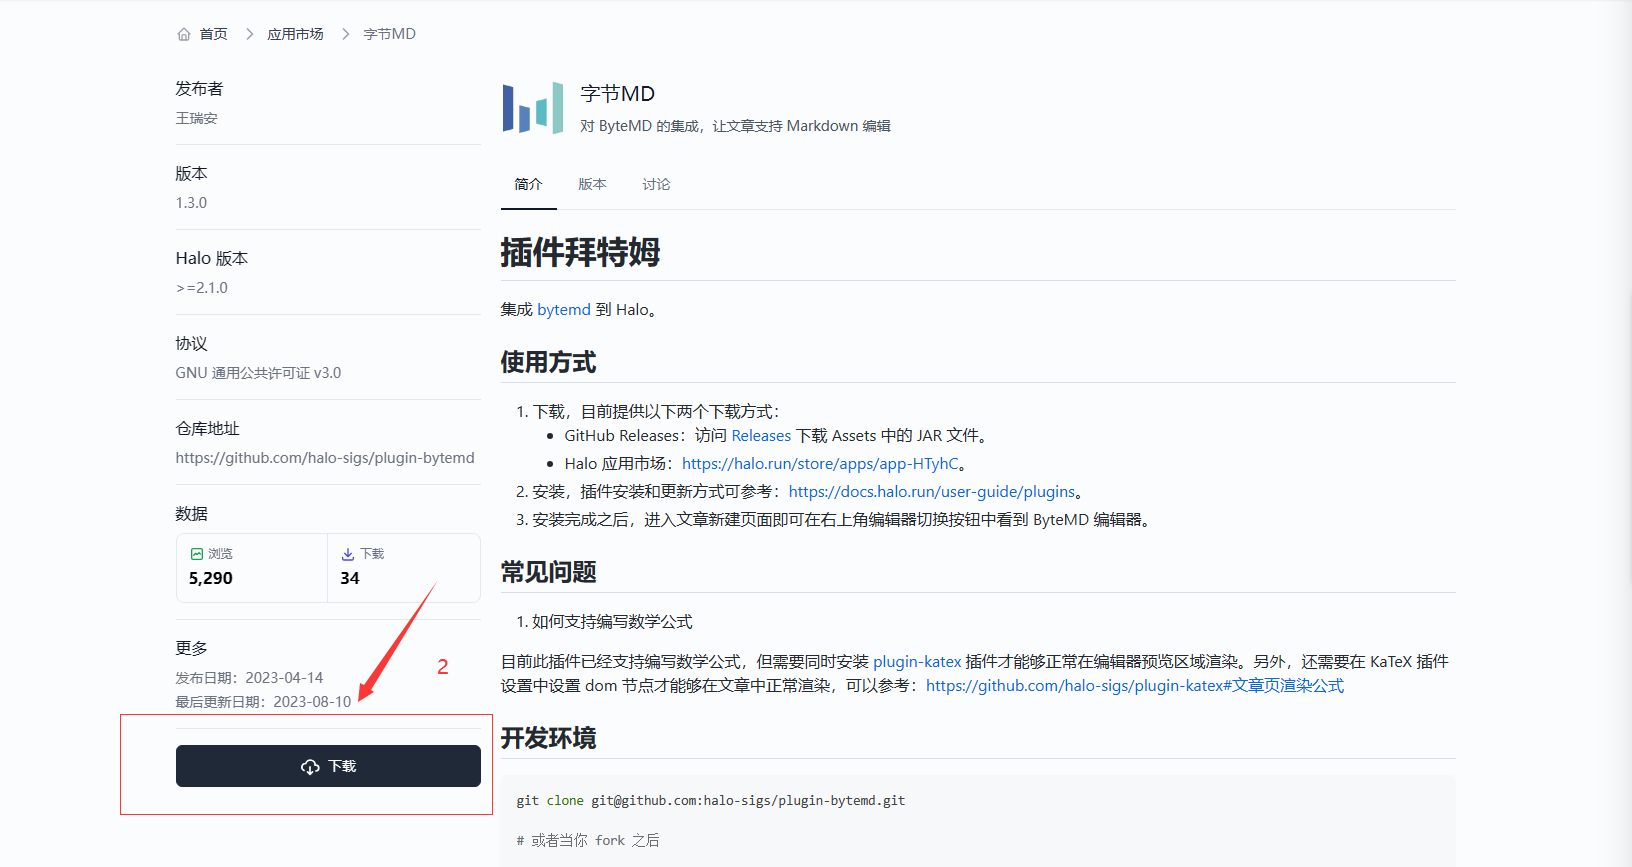 首页 > 应用市场 > 字节MD
发布者
王瑞安
版本
1.3.0
Halo 版本
>=2.1.0
协议
GNU 通用公共许可证 v3.0
仓库地址
https://github.com/halo-sigs/plugin-bytemd
数据
浏览 下载
5,290 34
更多
发布日期：2023-04-14
最后更新日期：2023-08-10
2
下载
字节MD
对 ByteMD 的集成，让文章支持 Markdown 编辑
简介 版本 讨论
插件拜特姆
集成 bytemd 到 Halo。
使用方式
1. 下载，目前提供以下两个下载方式：
• GitHub Releases：访问 Releases 下载 Assets 中的 JAR 文件。
• Halo 应用市场：https://halo.run/store/apps/app-HTyhC。
2. 安装，插件安装和更新方式可参考：https://docs.halo.run/user-guide/plugins。
3. 安装完成之后，进入文章新建页面即可在右上角编辑器切换按钮中看到 ByteMD 编辑器。
常见问题
1. 如何支持编写数学公式
目前此插件已经支持编写数学公式，但需要同时安装 plugin-katex 插件才能够正常在编辑器预览区域渲染。另外，还需要在 KaTeX 插件
设置中设置 dom 节点才能够在文章中正常渲染，可以参考：https://github.com/halo-sigs/plugin-katex#文章页渲染公式
开发环境
git clone git@github.com:halo-sigs/plugin-bytemd.git
# 或者当你 fork 之后